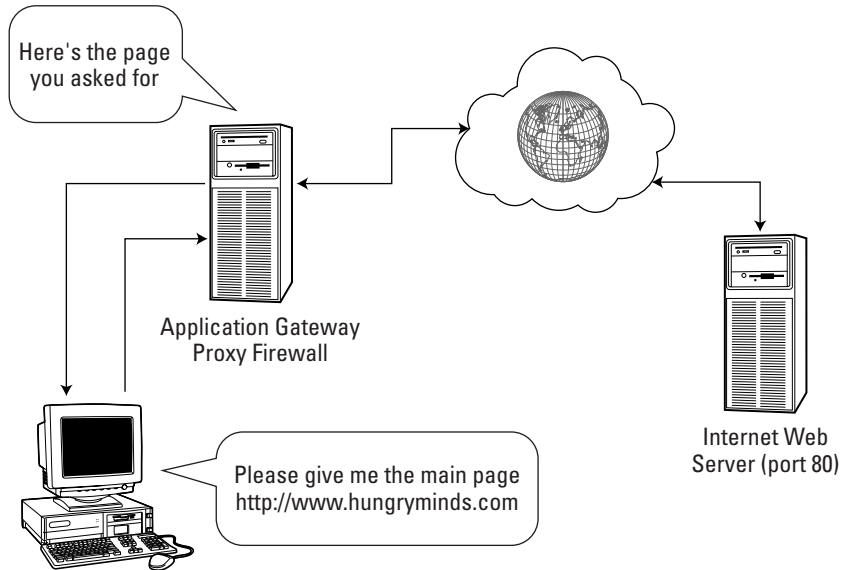 Here's the page
you asked for
Application Gateway
Proxy Firewall
Internet Web
Server (port 80)
Please give me the main page
http://www.hungryminds.com